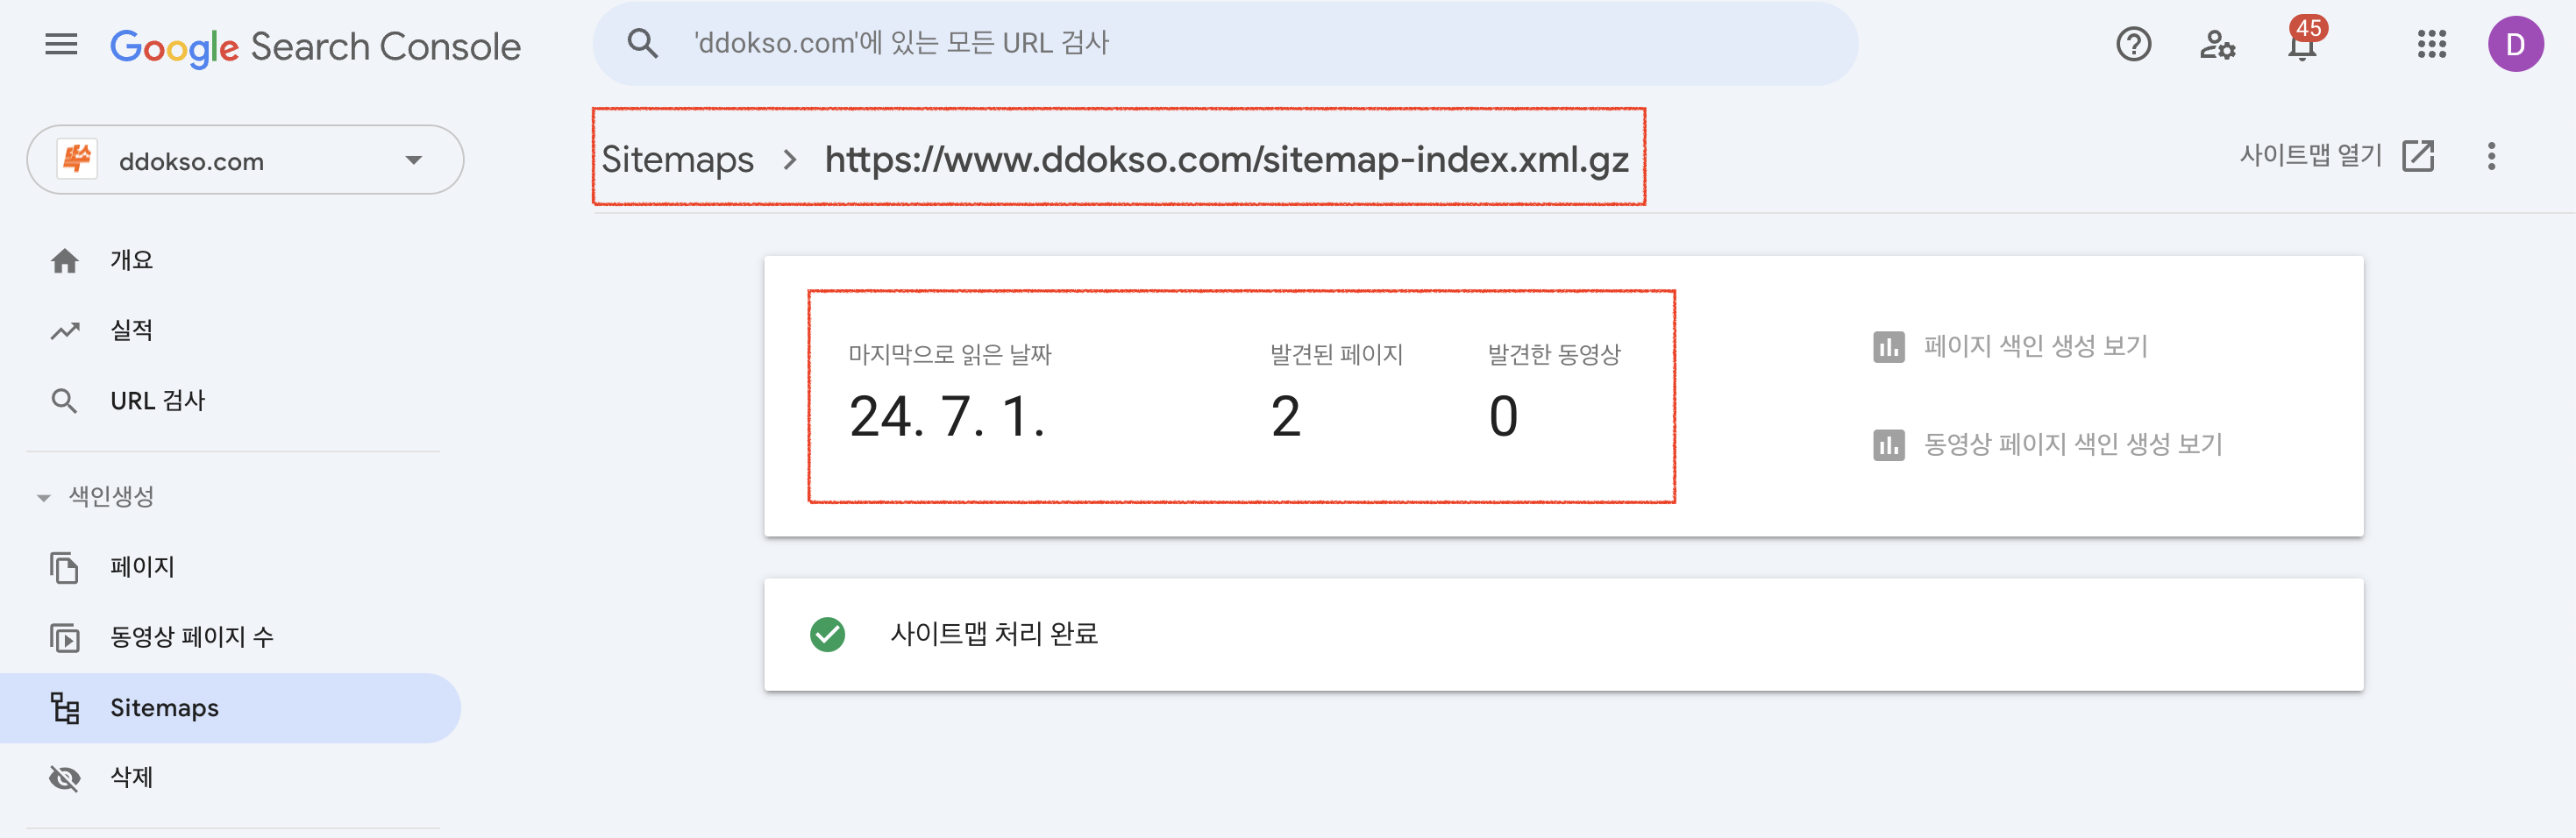 Google Search Console
'ddokso.com'에 있는 모든 URL 검사
45
D
뚝소
ddokso.com
Sitemaps > https://www.ddokso.com/sitemap-index.xml.gz
사이트맵 열기
개요
실적
URL 검사
색인생성
페이지
동영상 페이지 수
Sitemaps
삭제
마지막으로 읽은 날짜
24. 7. 1.
발견된 페이지
2
발견한 동영상
0
페이지 색인 생성 보기
동영상 페이지 색인 생성 보기
사이트맵 처리 완료